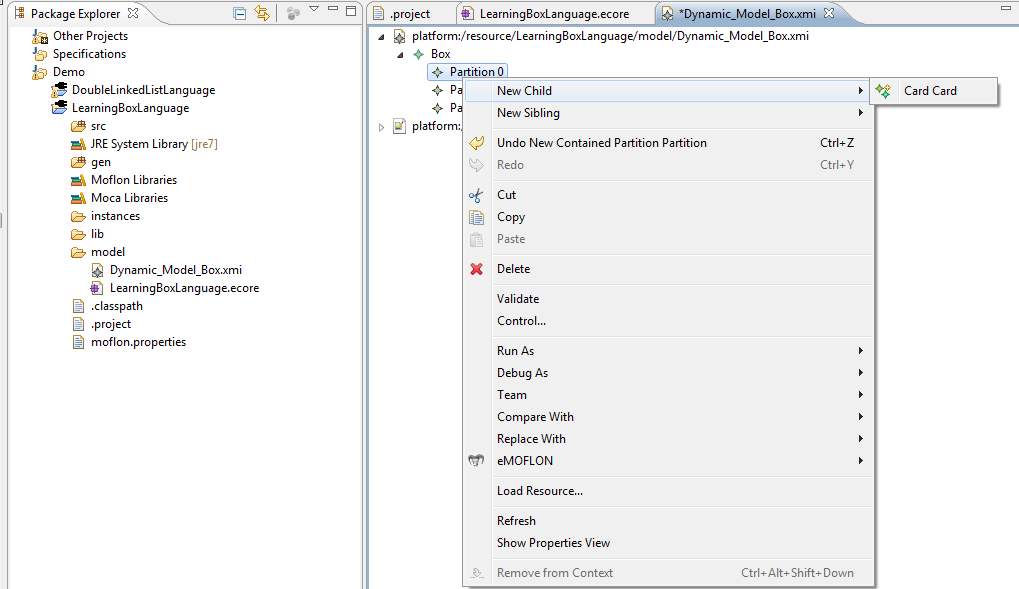 Package Explorer
Other Projects
Specifications
Demo
DoubleLinkedListLanguage
LearningBoxLanguage
src
JRE System Library [jre7]
gen
Moflon Libraries
Moca Libraries
instances
lib
model
Dynamic_Model_Box.xmi
LearningBoxLanguage.ecore
.classpath
.project
moflon.properties
.project
LearningBoxLanguage.ecore
*Dynamic_Model_Box.xmi
platform:/resource/LearningBoxLanguage/model/Dynamic_Model_Box.xmi
Box
Partition 0
Pa
Pa
platform:
New Child
Card Card
New Sibling
Undo New Contained Partition Partition Ctrl+Z
Redo Ctrl+Y
Cut
Copy
Paste
Delete
Validate
Control...
Run As
Debug As
Team
Compare With
Replace With
eMOFLON
Load Resource...
Refresh
Show Properties View
Remove from Context Ctrl+Alt+Shift+Down